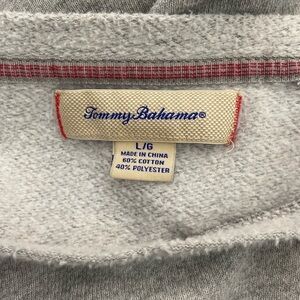 Tommy Bahama®
L/G
MADE IN CHINA
60% COTTON
40% POLYESTER